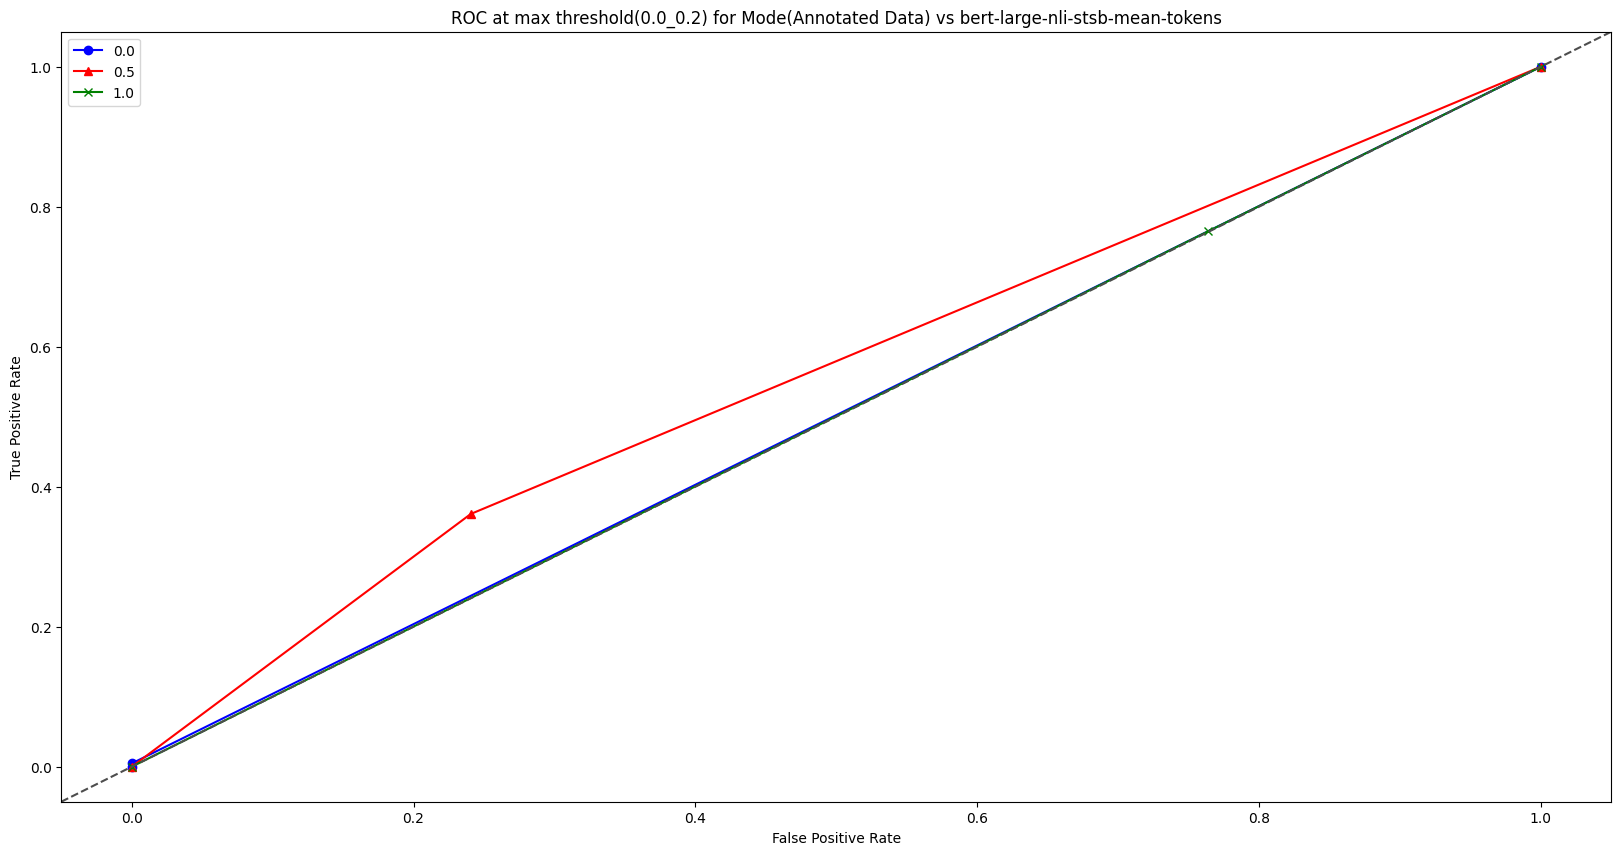 ROC at max threshold(0.0_0.2) for Mode(Annotated Data) vs bert-large-nli-stsb-mean-tokens
0.0
0.5
1.0
True Positive Rate
1.0
0.8
0.6
0.4
0.2
0.0
0.0 0.2 0.4 0.6 0.8 1.0
False Positive Rate